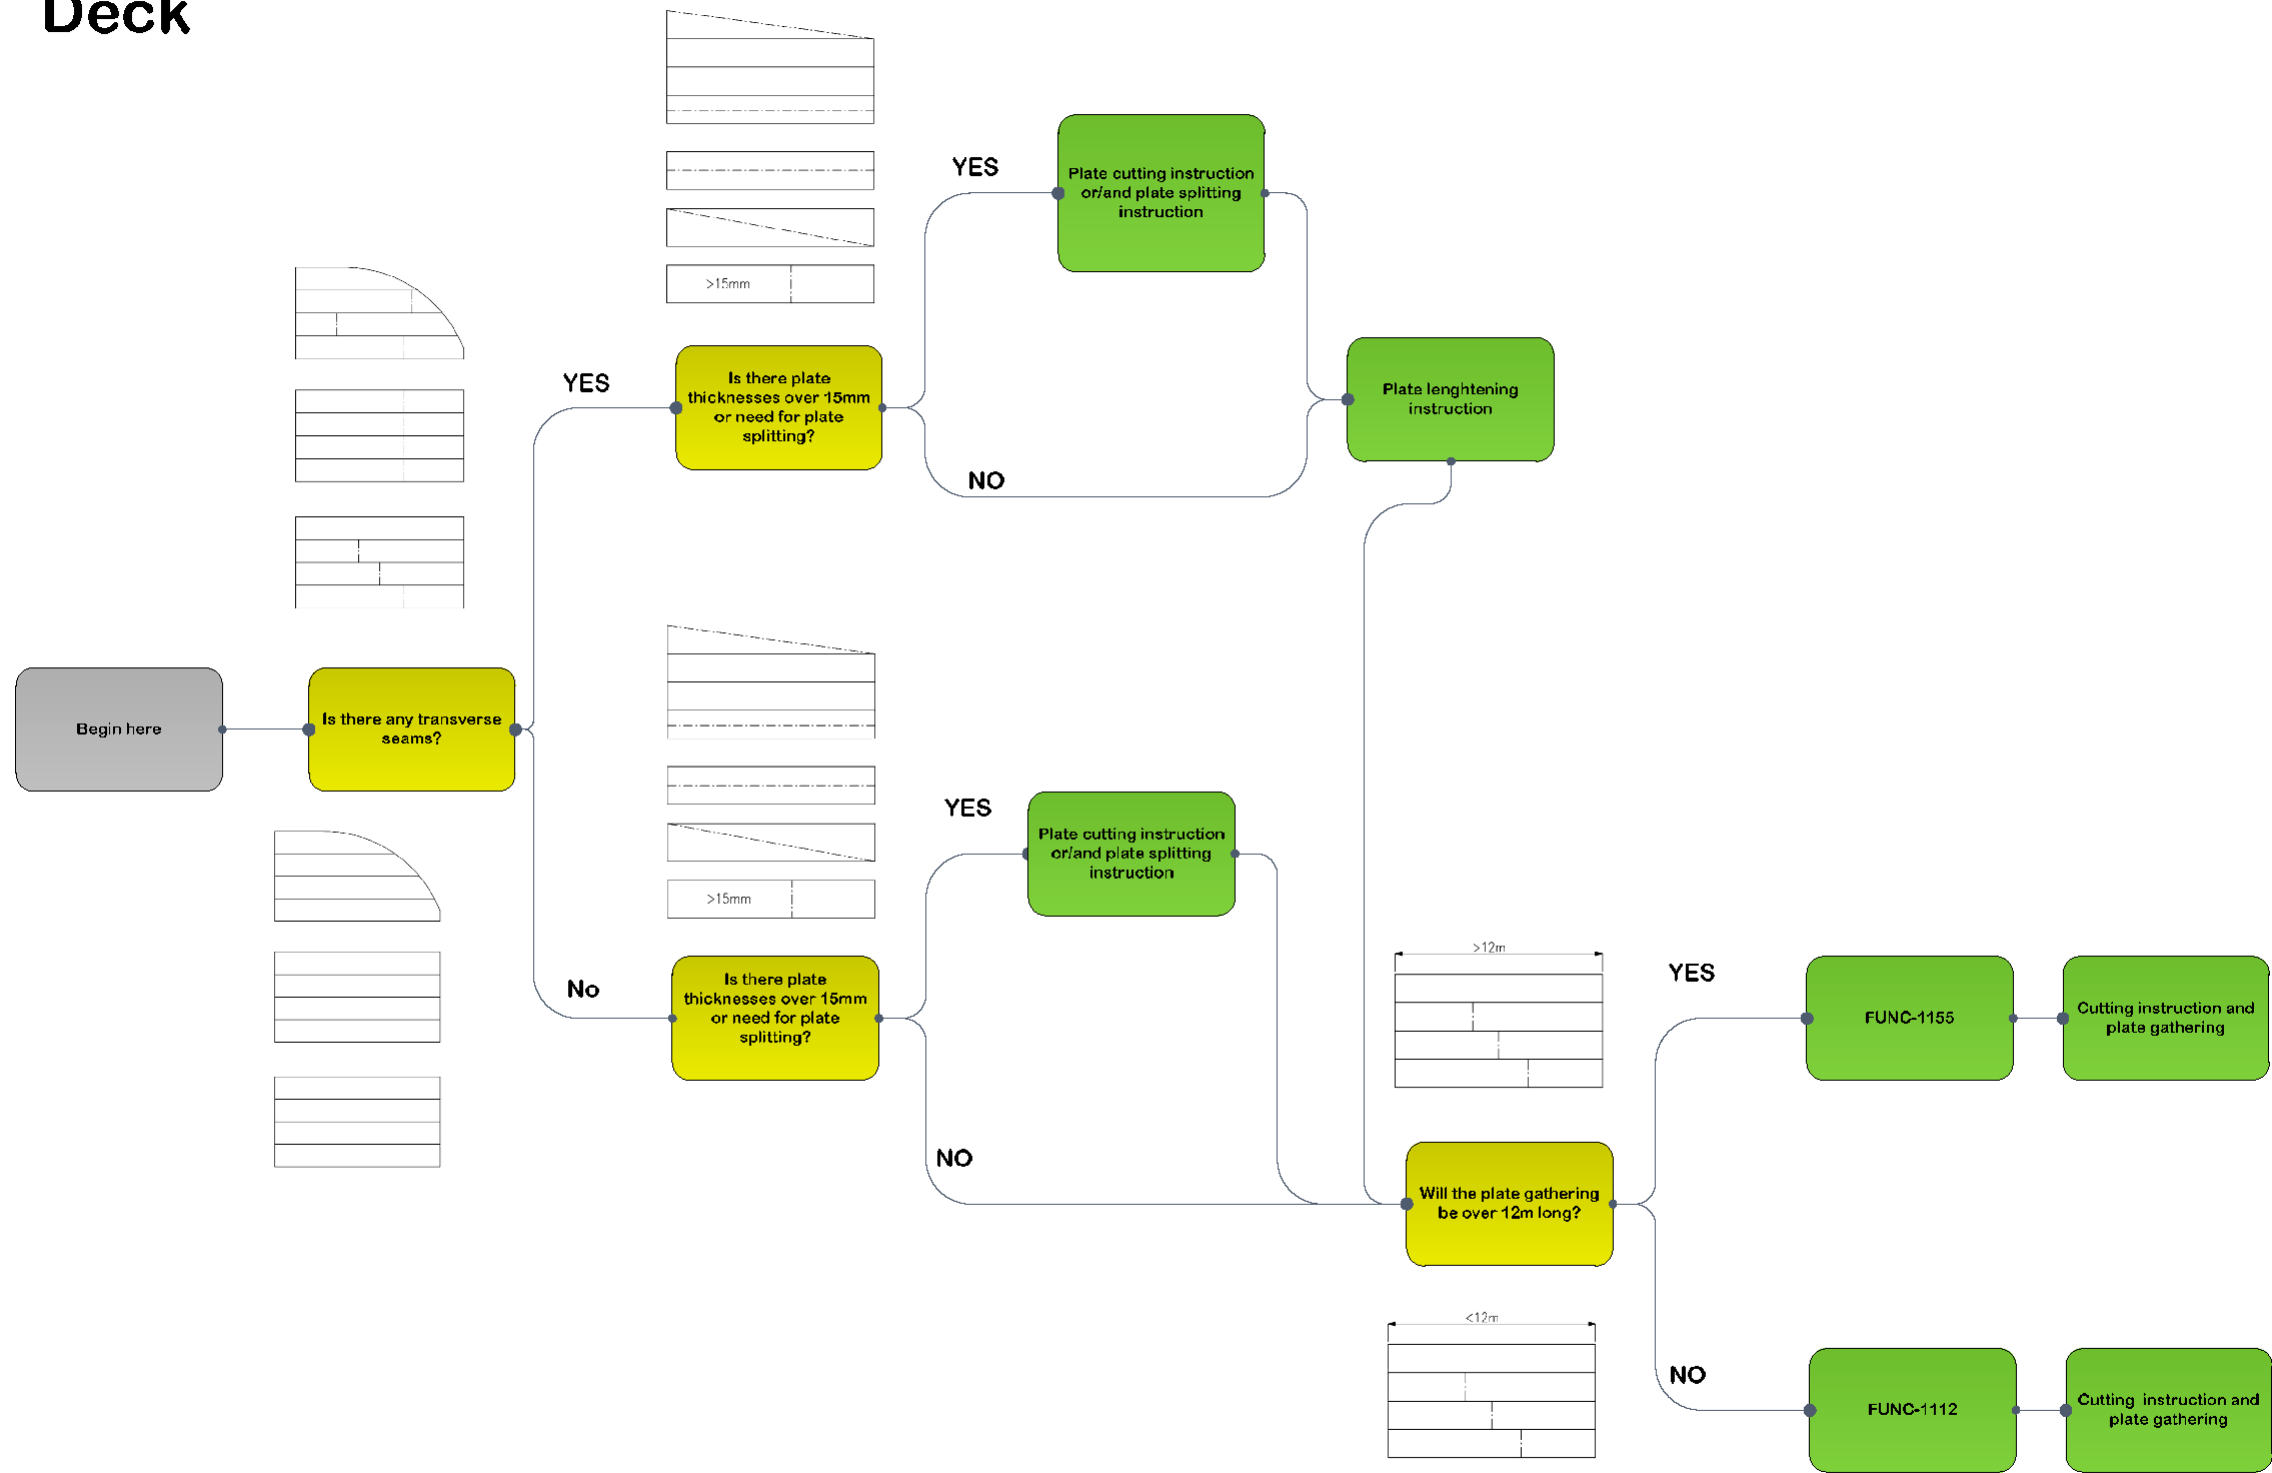 Deck
YES
Plate cutting instruction
or/and plate splitting
instruction
>15mm
YES
Is there plate
thicknesses over 15mm
or need for plate
splitting?
Plate lenghtening
instruction
NO
Begin here
Is there any transverse
seams?
YES
Plate cutting instruction
or/and plate splitting
instruction
>15mm
No
Is there plate
thicknesses over 15mm
or need for plate
splitting?
NO
>12m
YES
FUNC-1155
Cutting instruction and
plate gathering
Will the plate gathering
be over 12m long?
<12m
NO
FUNC-1112
Cutting  instruction and
plate gathering